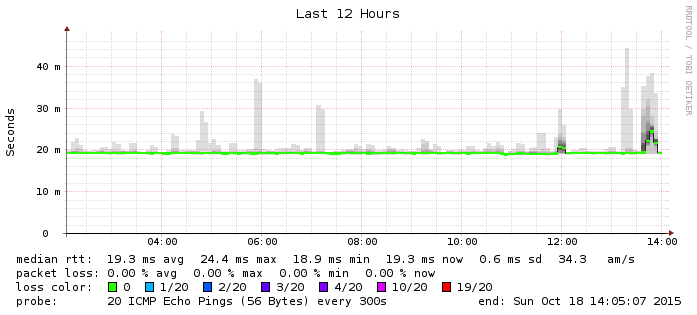 Last 12 Hours
RRDTOOL / TOBI OETIKER
Seconds
40 m
30 m
20 m
10 m
0
04:00 06:00 08:00 10:00 12:00 14:00
median rtt: 19.3 ms avg 24.4 ms max 18.9 ms min 19.3 ms now 0.6 ms sd 34.3 am/s
packet loss: 0.00 % avg 0.00 % max 0.00 % min 0.00 % now
loss color: 0 1/20 2/20 3/20 4/20 10/20 19/20
probe: 20 ICMP Echo Pings (56 Bytes) every 300s end: Sun Oct 18 14:05:07 2015